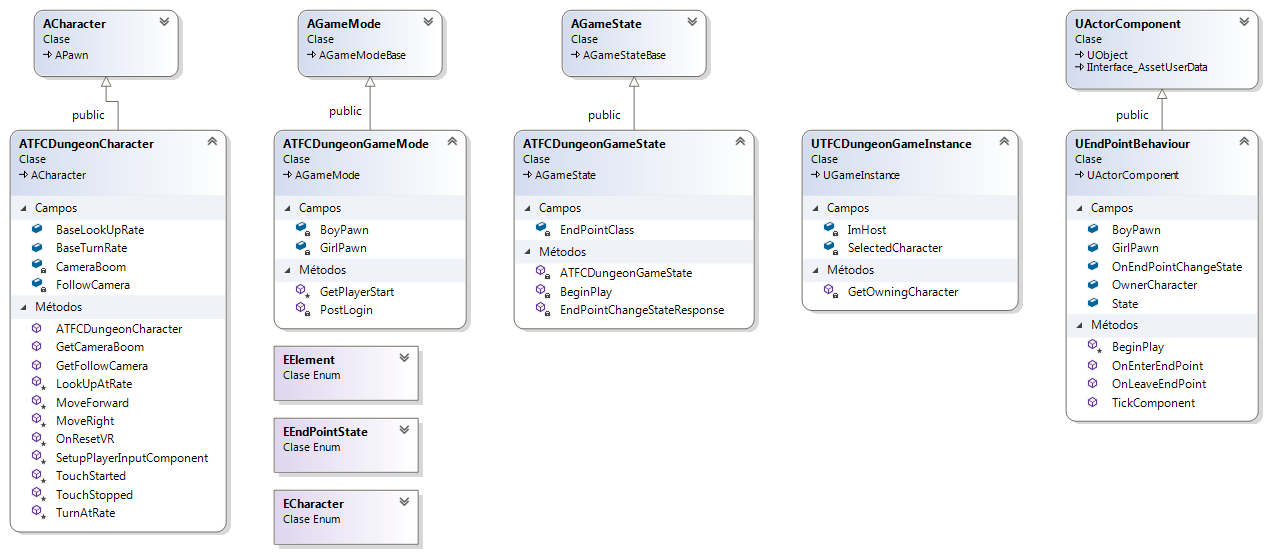 ACharacter
Clase
APawn
AGameMode
Clase
AGameModeBase
AGameState
Clase
AGameStateBase
UActorComponent
Clase
UObject
IInterface_AssetUserData
public
public
public
public
ATFCDungeonCharacter
Clase
ACharacter
Campos
BaseLookUpRate
BaseTurnRate
CameraBoom
FollowCamera
Métodos
ATFCDungeonCharacter
GetCameraBoom
GetFollowCamera
LookUpAtRate
MoveForward
MoveRight
OnResetVR
SetupPlayerInputComponent
TouchStarted
TouchStopped
TurnAtRate
ATFCDungeonGameMode
Clase
AGameMode
Campos
BoyPawn
GirlPawn
Métodos
GetPlayerStart
PostLogin
EElement
Clase Enum
EEndPointState
Clase Enum
ECharacter
Clase Enum
ATFCDungeonGameState
Clase
AGameState
Campos
EndPointClass
Métodos
ATFCDungeonGameState
BeginPlay
EndPointChangeStateResponse
UTFCDungeonGameInstance
Clase
UGameInstance
Campos
ImHost
SelectedCharacter
Métodos
GetOwningCharacter
UEndPointBehaviour
Clase
UActorComponent
Campos
BoyPawn
GirlPawn
OnEndPointChangeState
OwnerCharacter
State
Métodos
BeginPlay
OnEnterEndPoint
OnLeaveEndPoint
TickComponent